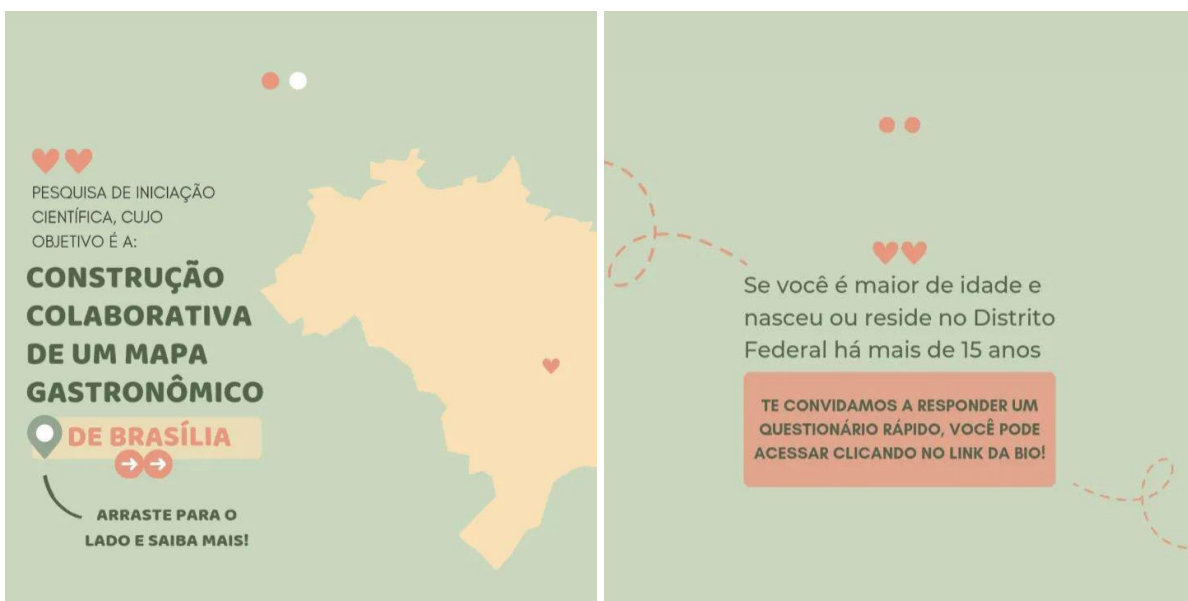 PESQUISA DE INICIAÇÃO
CIENTÍFICA, CUJO
OBJETIVO É A:
CONSTRUÇÃO
COLABORATIVA
DE UM MAPA
GASTRONÔMICO
DE BRASÍLIA
ARRASTE PARA O
LADO E SAIBA MAIS!
Se você é maior de idade e
nasceu ou reside no Distrito
Federal há mais de 15 anos
TE CONVIDAMOS A RESPONDER UM
QUESTIONÁRIO RÁPIDO, VOCÊ PODE
ACESSAR CLICANDO NO LINK DA BIO!